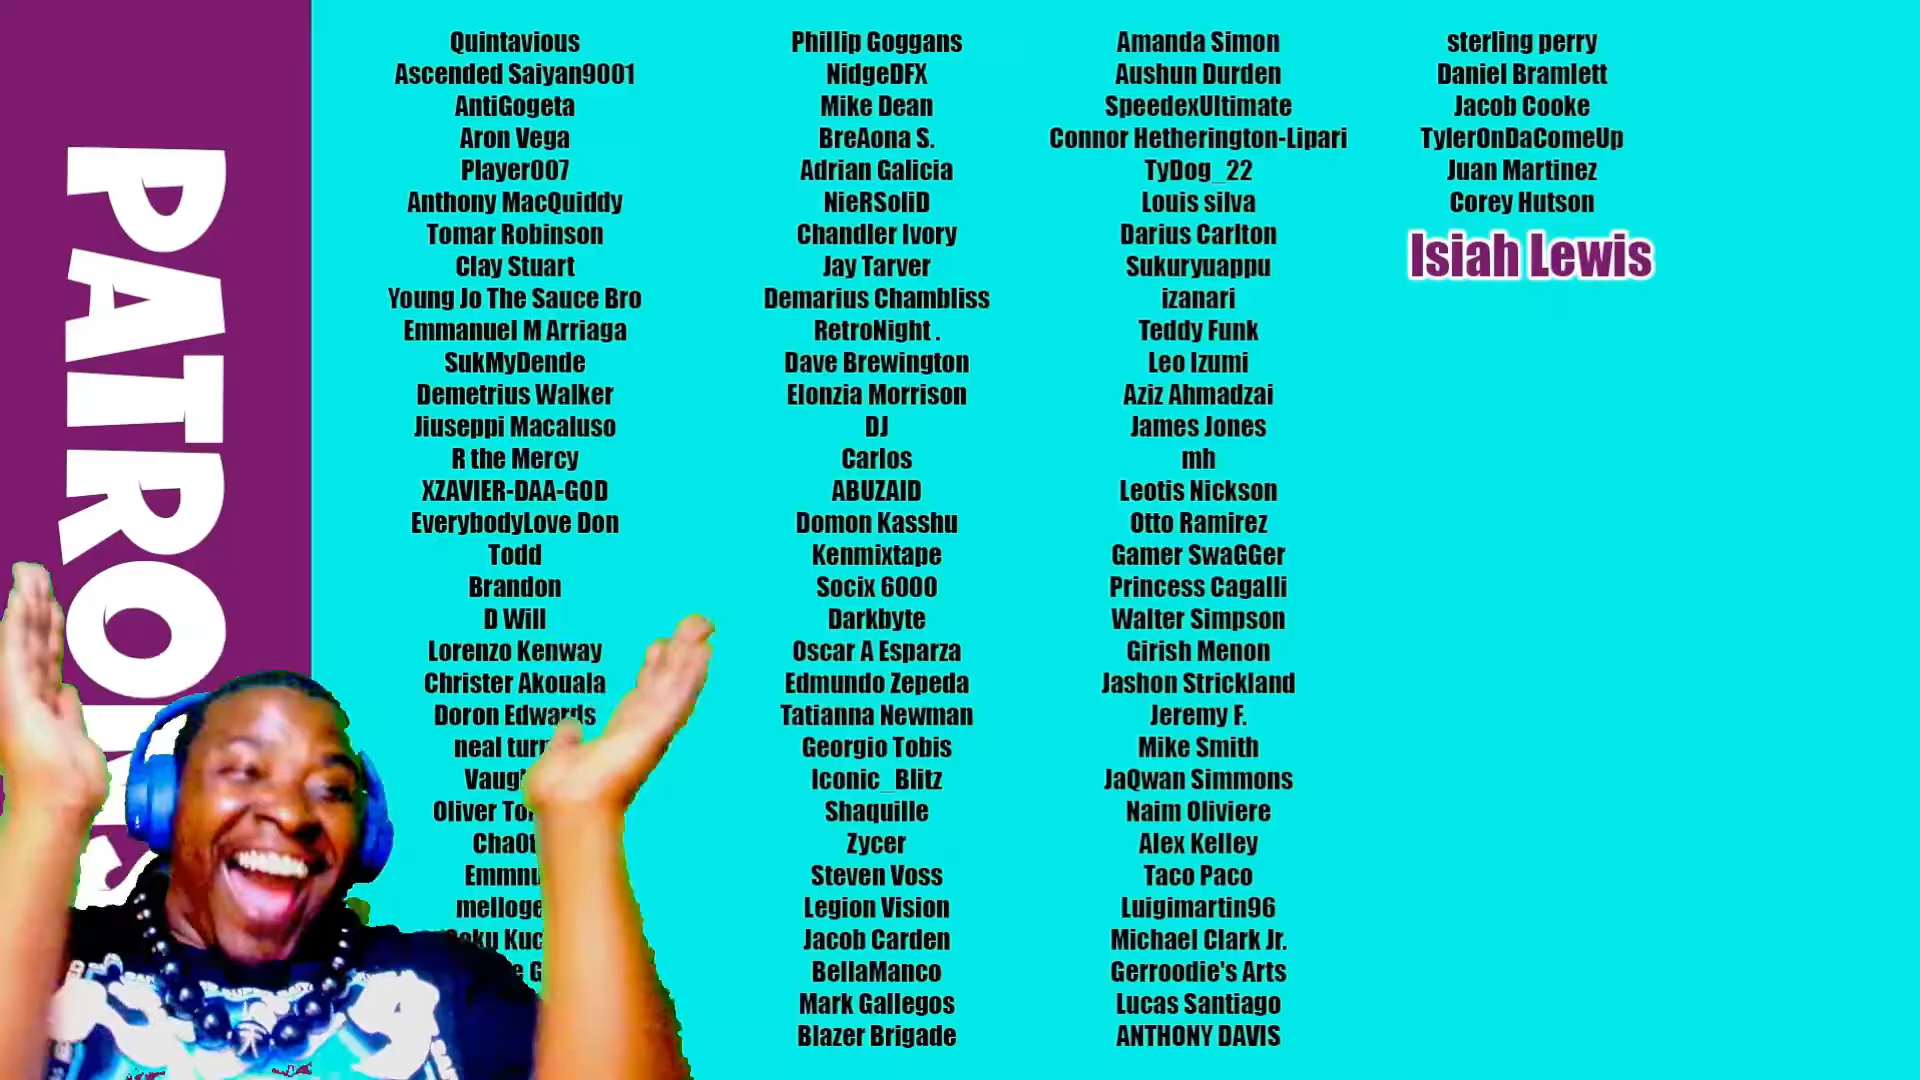 PATRONS
Quintavious
Ascended Saiyan9001
AntiGogeta
Aron Vega
Player007
Anthony MacQuiddy
Tomar Robinson
Clay Stuart
Young Jo The Sauce Bro
Emmanuel M Arriaga
SukMyDende
Demetrius Walker
Jiuseppi Macaluso
R the Mercy
XZAVIER-DAA-GOD
EverybodyLove Don
Todd
Brandon
D Will
Lorenzo Kenway
Christer Akouala
Doron Edwards
neal
Oliver
Phillip Goggans
NidgeDFX
Mike Dean
BreAona S.
Adrian Galicia
NieRSoliD
Chandler Ivory
Jay Tarver
Demarius Chambliss
RetroNight .
Dave Brewington
Elonzia Morrison
DJ
Carlos
ABUZAID
Domon Kasshu
Kenmixtape
Socix 6000
Darkbyte
Oscar A Esparza
Edmundo Zepeda
Tatianna Newman
Georgio Tobis
Iconic_Blitz
Shaquille
Zycer
Steven Voss
Legion Vision
Jacob Carden
BellaManco
Mark Gallegos
Blazer Brigade
Amanda Simon
Aushun Durden
SpeedexUltimate
Connor Hetherington-Lipari
TyDog_22
Louis silva
Darius Carlton
Sukuryuappu
izanari
Teddy Funk
Leo Izumi
Aziz Ahmadzai
James Jones
mh
Leotis Nickson
Otto Ramirez
Gamer SwaGGer
Princess Cagalli
Walter Simpson
Girish Menon
Jashon Strickland
Jeremy F.
Mike Smith
JaQwan Simmons
Naim Oliviere
Alex Kelley
Taco Paco
Luigimartin96
Michael Clark Jr.
Gerroodie's Arts
Lucas Santiago
ANTHONY DAVIS
sterling perry
Daniel Bramlett
Jacob Cooke
TylerOnDaComeUp
Juan Martinez
Corey Hutson
Isiah Lewis